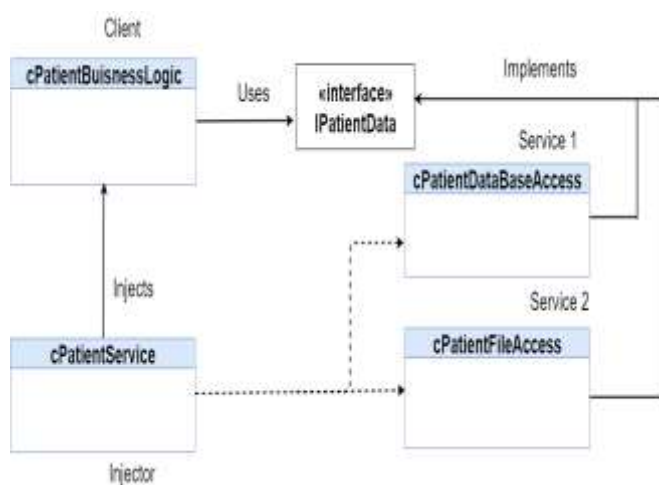 Client
cPatientBuisnessLogic
Uses
«interface»
IPatientData
Implements
Service 1
cPatientDataBaseAccess
Injects
Service 2
cPatientService
cPatientFileAccess
Injector